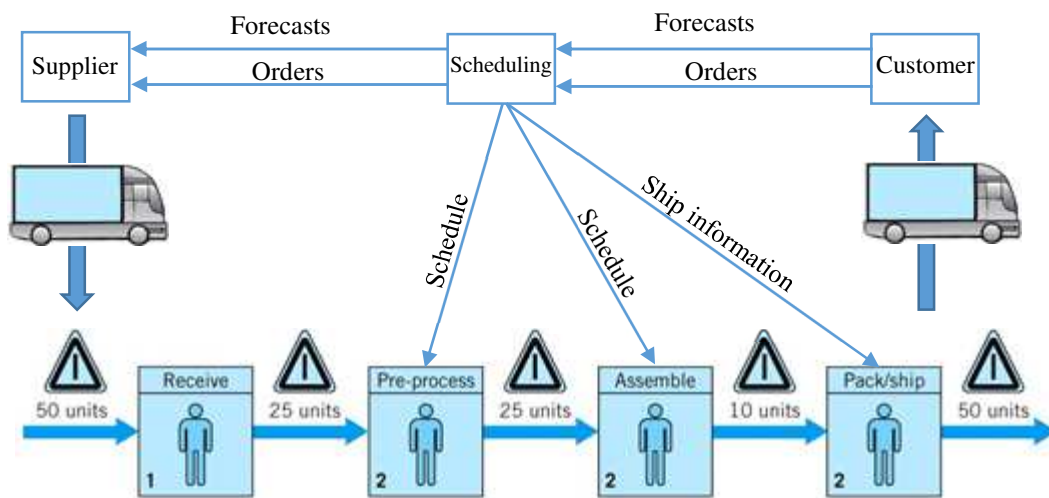 Forecasts
Forecasts
Supplier
Scheduling
Customer
Orders
Orders
Schedule
Schedule
Ship information
Receive
Pre-process
Assemble
Pack/ship
50 units
25 units
25 units
10 units
50 units
1
2
2
2